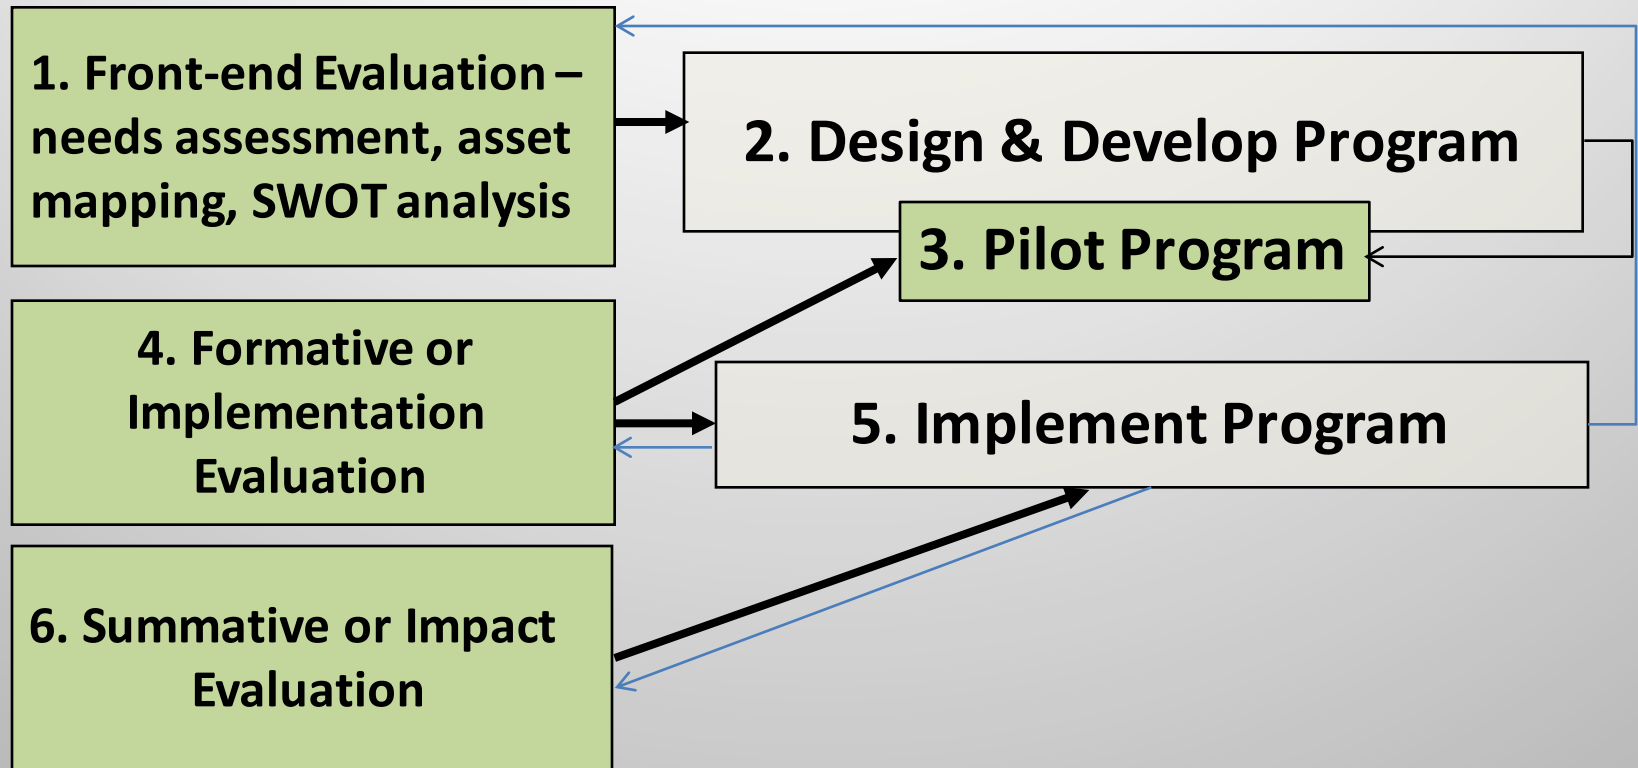 1. Front-end Evaluation –
needs assessment, asset
mapping, SWOT analysis
2. Design & Develop Program
3. Pilot Program
4. Formative or
Implementation
Evaluation
5. Implement Program
6. Summative or Impact
Evaluation